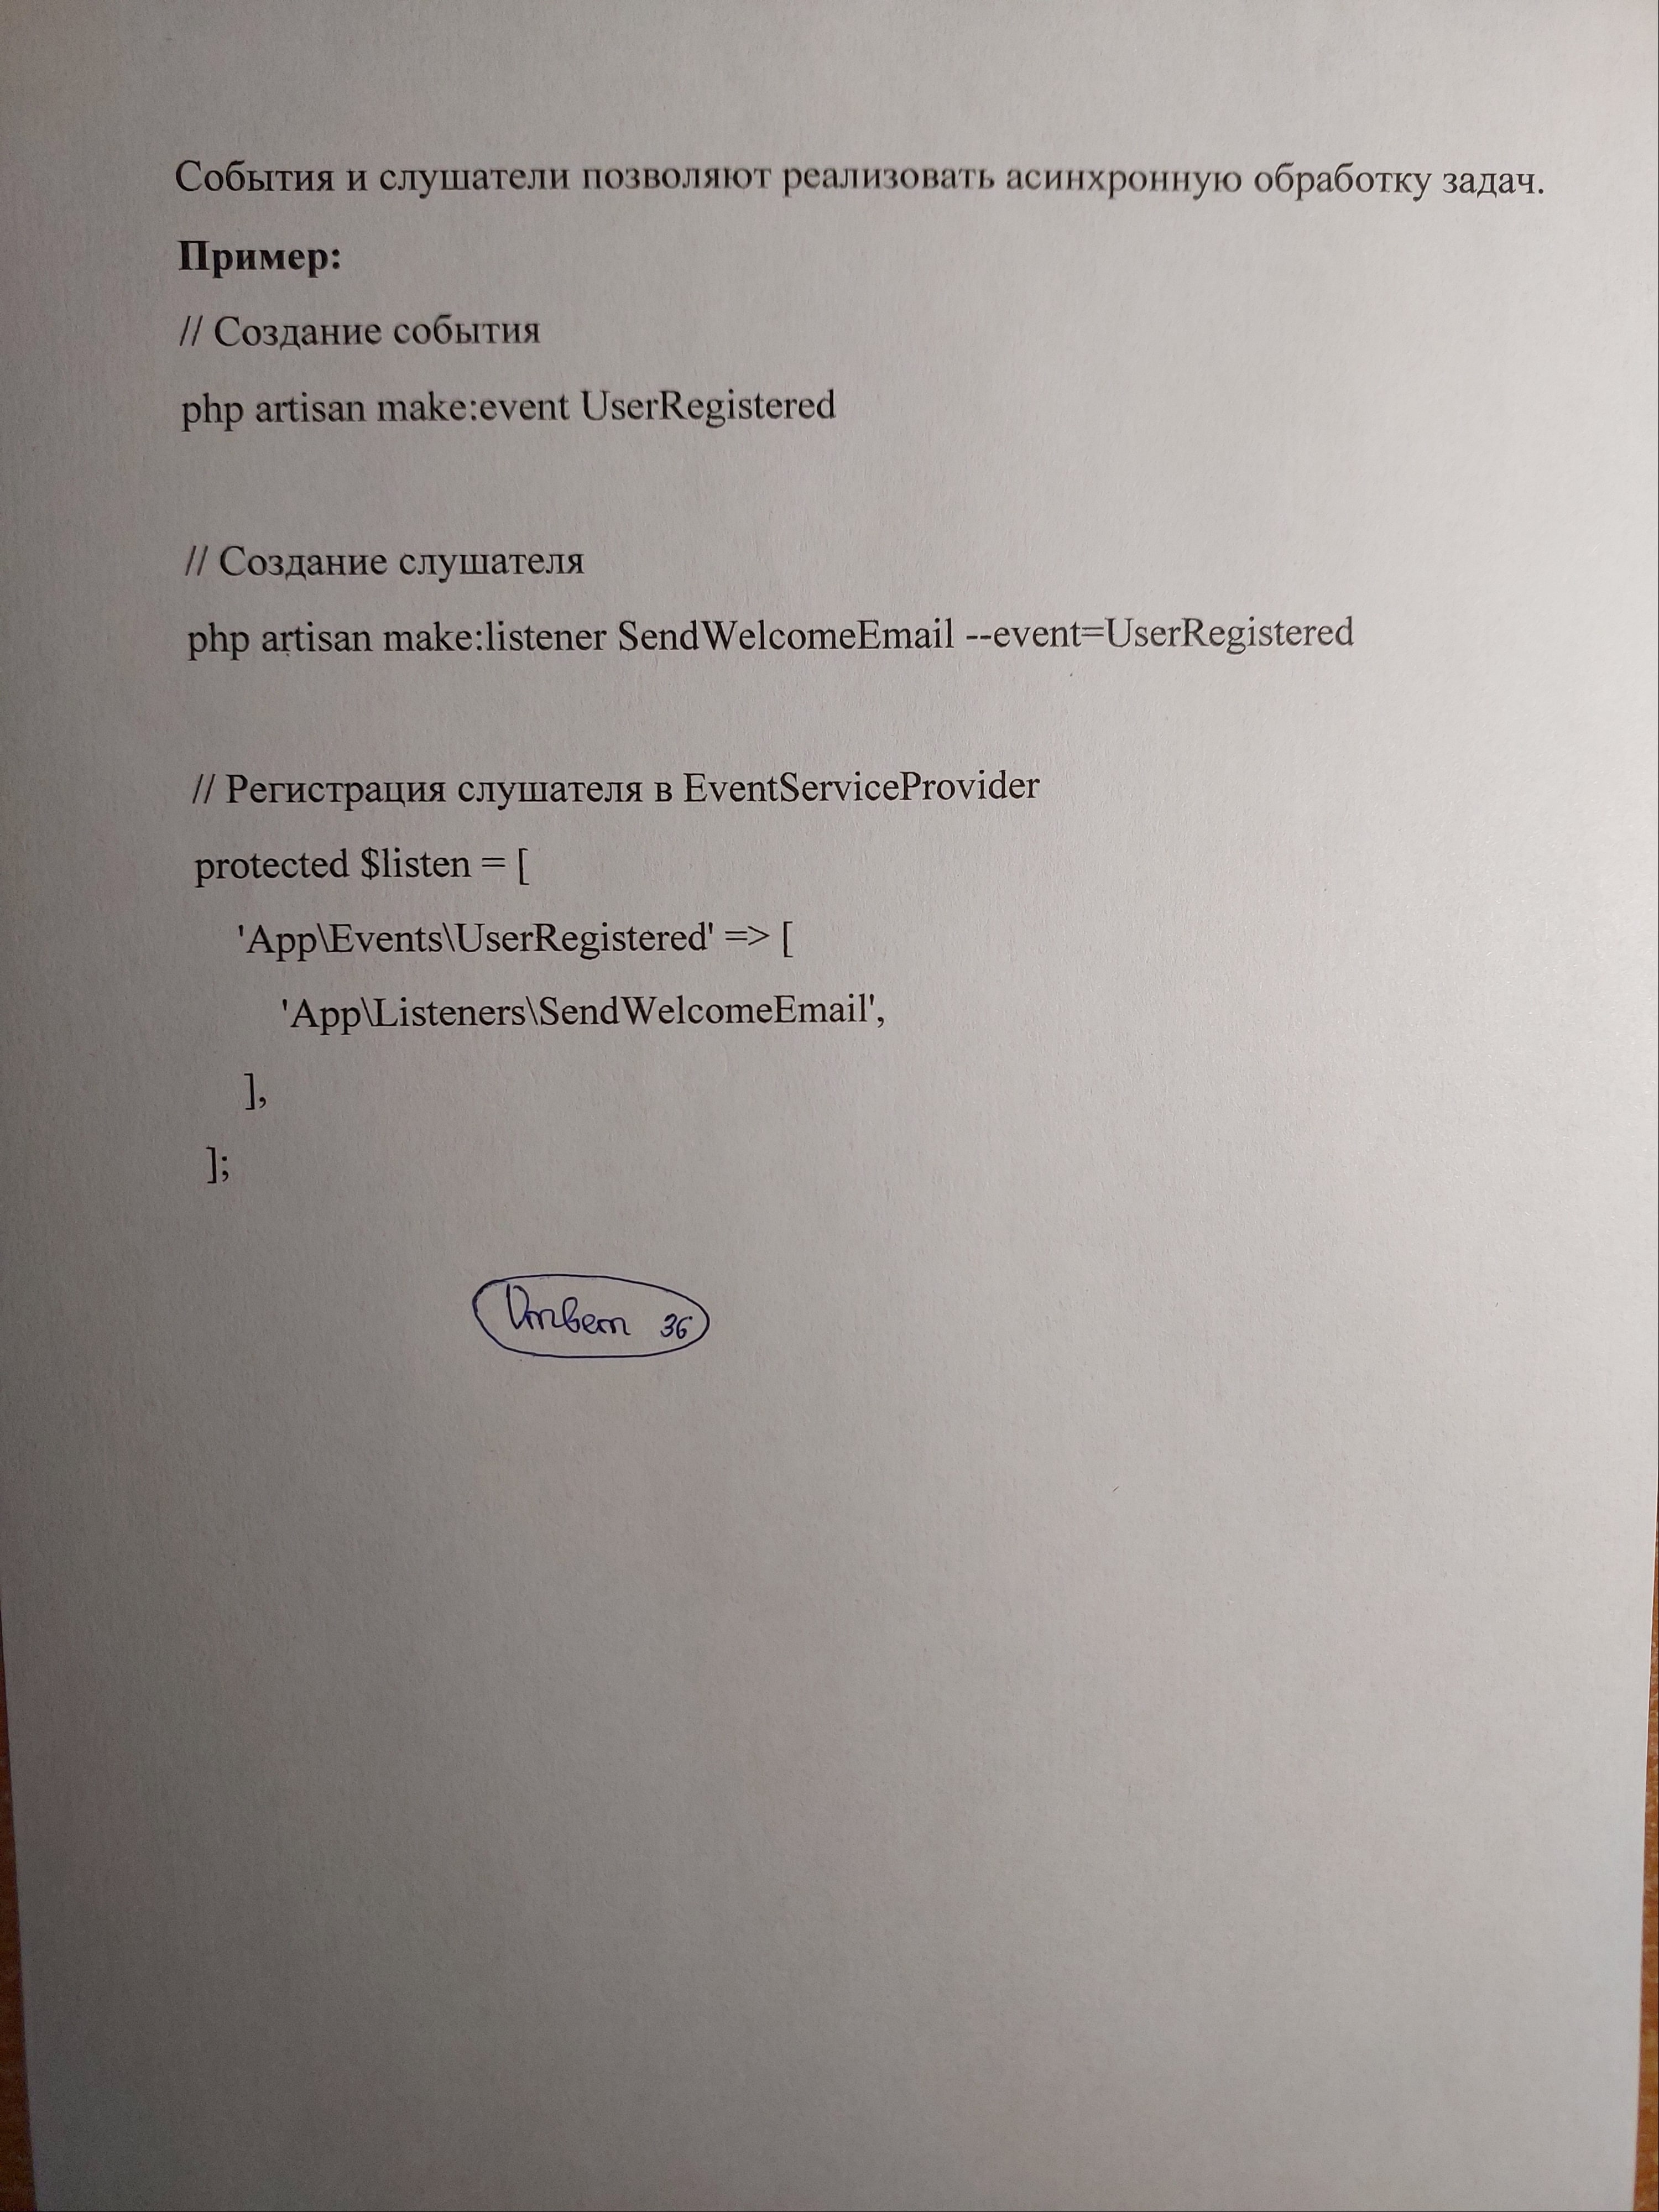 События и слушатели позволяют реализовать асинхронную обработку задач.
Пример:
// Создание события
php artisan make:event UserRegistered
// Создание слушателя
php artisan make:listener SendWelcomeEmail --event=UserRegistered
// Регистрация слушателя в EventServiceProvider
protected $listen = [
'App\Events\UserRegistered' => [
'App\Listeners\SendWelcomeEmail',
],
];
Ответ 36